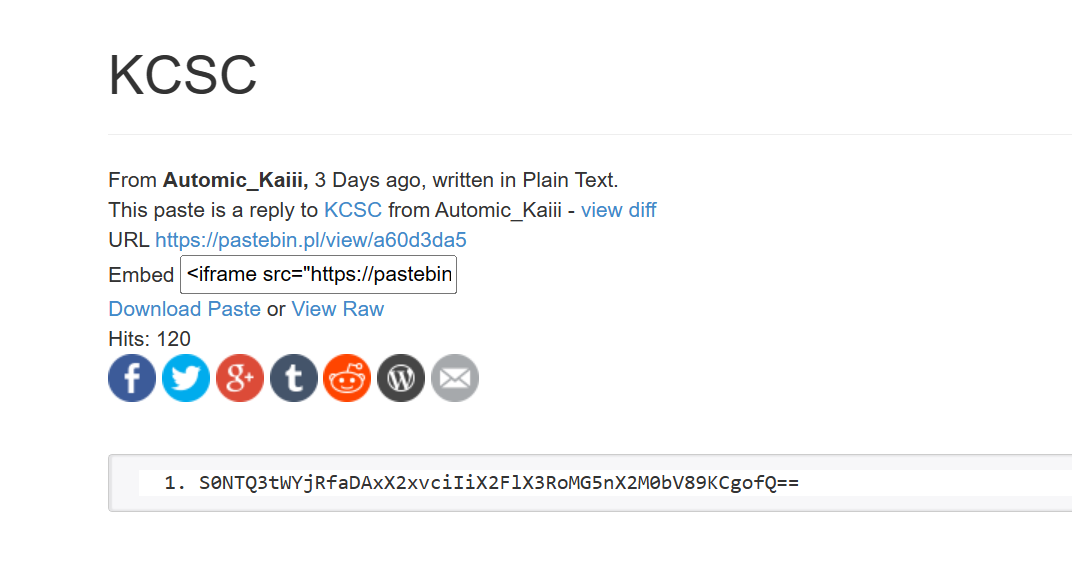 KCSC
From Automic_Kaiii, 3 Days ago, written in Plain Text.
This paste is a reply to KCSC from Automic_Kaiii - view diff
URL https://pastebin.pl/view/a60d3da5
Embed <iframe src="https://pastebin
Download Paste or View Raw
Hits: 120
1. S0NTQ3tWYjRfaDAxX2xvciIiX2FlX3RoMG5nX2M0bV89KCgofQ==